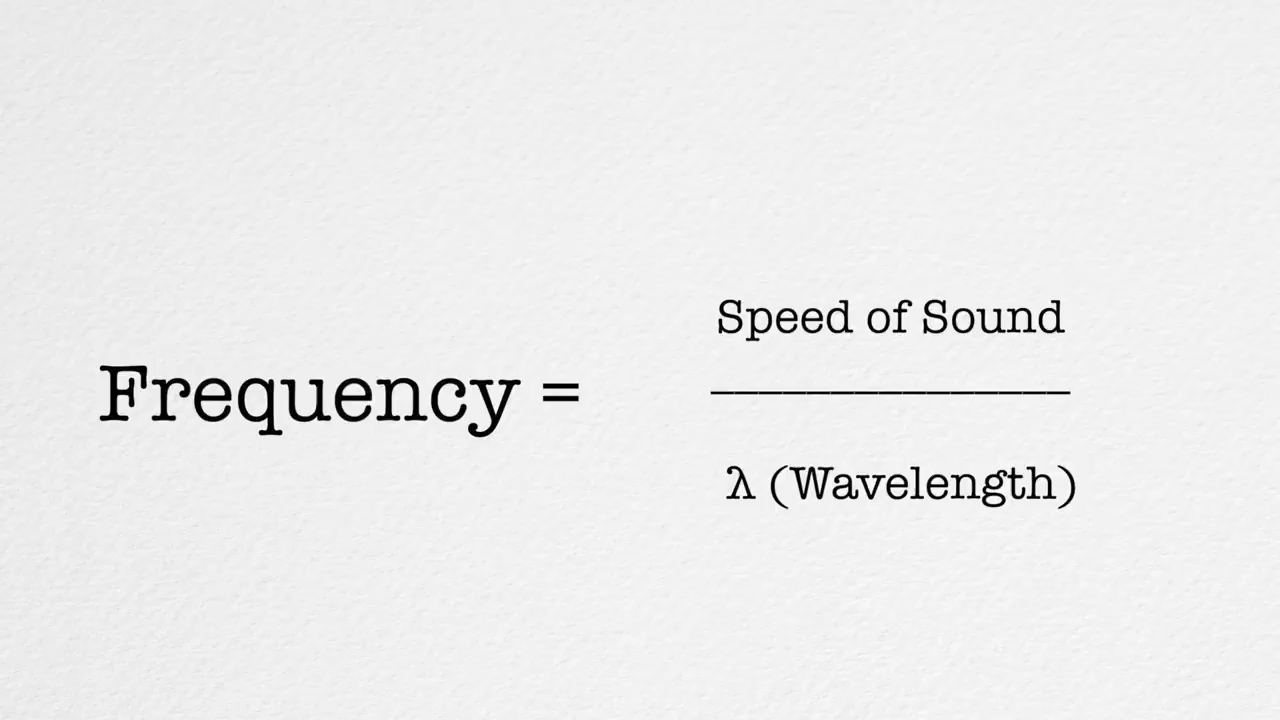 Speed of Sound
Frequency =
λ (Wavelength)